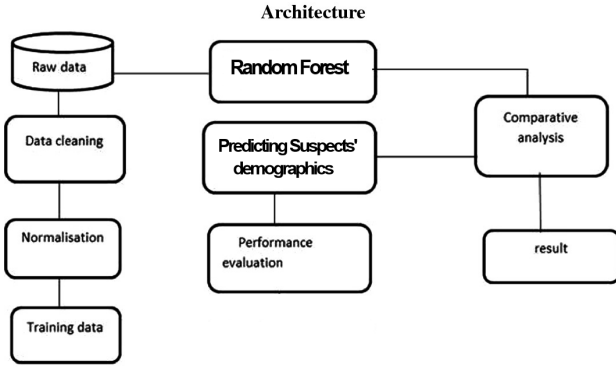 Architecture
Raw data
Random Forest
Data cleaning
Predicting Suspects'
demographics
Comparative
analysis
Normalisation
Performance
evaluation
result
Training data